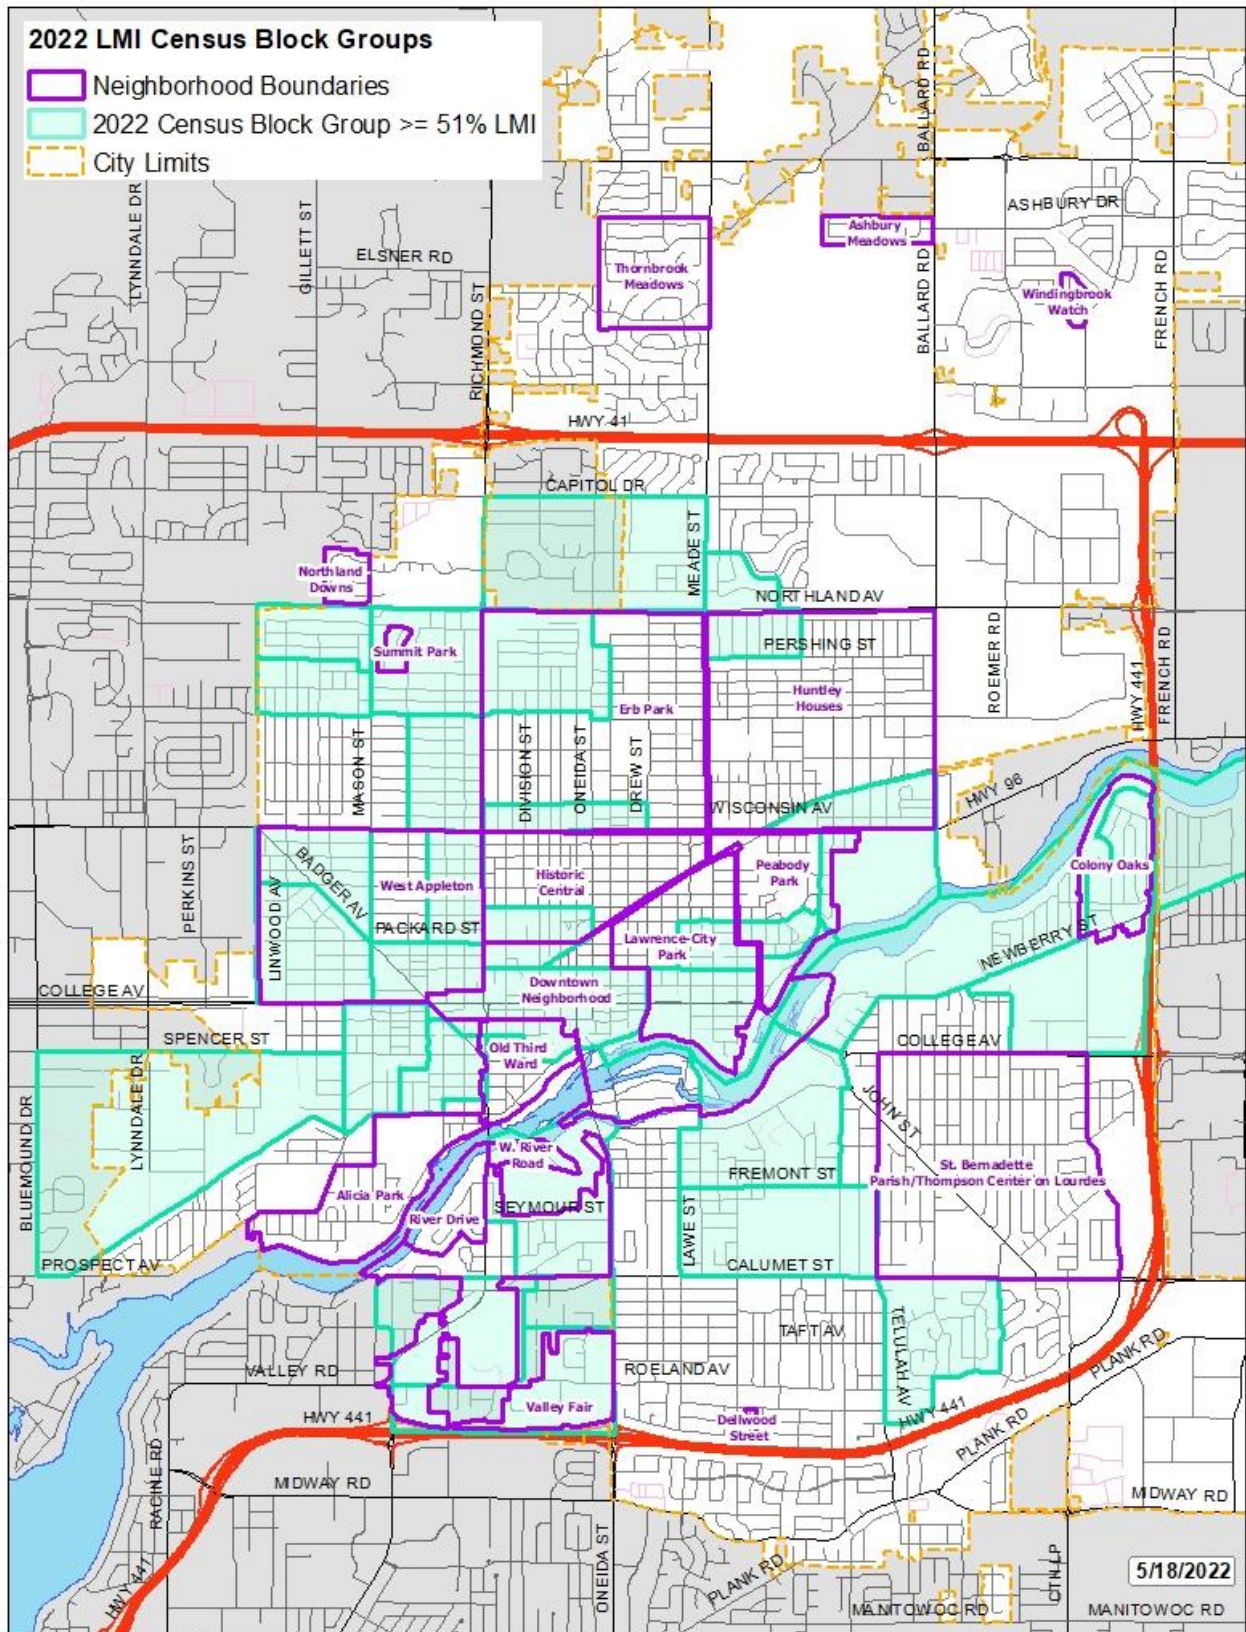 2022 LMI Census Block Groups
Neighborhood Boundaries
2022 Census Block Group >= 51% LMI
City Limits
BALLARD RD
LYNNDALE DR
GILLETT ST
ELSNER RD
RICHMOND ST
ASHBURY DR
Ashbury
Meadows
Thornbrook
Meadows
BALLARD RD
Windingbrook
Watch
FRENCH RD
HWY 41
CAPITOL DR
MEADE ST
Northland
Downs
NORTHLAND AV
Summit Park
PERSHING ST
ROEMER RD
Huntley
Houses
Erb Park
HWY 441
FRENCH RD
MASON ST
DIVISION ST
ONEIDA ST
DREW ST
WISCONSIN AV
HWY 96
PERKINS ST
BADGER AV
LINWOOD AV
West Appleton
Historic
Central
Peabody
Park
Colony Oaks
PACKARD ST
Lawrence-City
Park
NEWBERRY ST
COLLEGE AV
Downtown
Neighborhood
SPENCER ST
Old Third
Ward
COLLEGE AV
BLUEMOUND DR
LYNNDALE DR
JOHN ST
W. River
Road
FREMONT ST
St. Bernadette
Parish/Thompson Center on Lourdes
Alicia Park
River Drive
SEYMOUR ST
LAWE ST
PROSPECT AV
CALUMET ST
TAFT AV
TELULAH AV
VALLEY RD
ROELAND AV
PLANK RD
Valley Fair
HWY 441
Dellwood
Street
HWY 441
PLANK RD
RACINE RD
MIDWAY RD
MIDWAY RD
ONEIDA ST
PLANK RD
CTH LP
5/18/2022
HWY 441
MANITOWOC RD
MANITOWOC RD